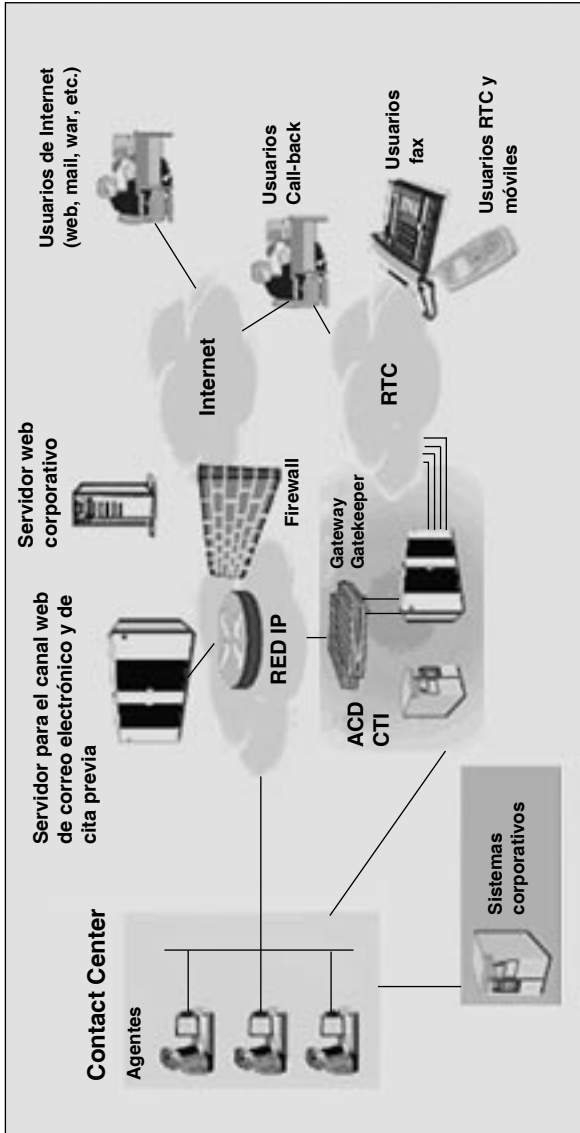 Contact Center
Agentes
Servidor para el canal web
de correo electrónico y de
cita previa
Servidor web
corporativo
Usuarios de Internet
(web, mail, war, etc.)
RED IP
Firewall
Internet
Usuarios
Call-back
ACD
CTI
Gateway
Gatekeeper
RTC
Usuarios
fax
Usuarios RTC y
móviles
Sistemas
corporativos